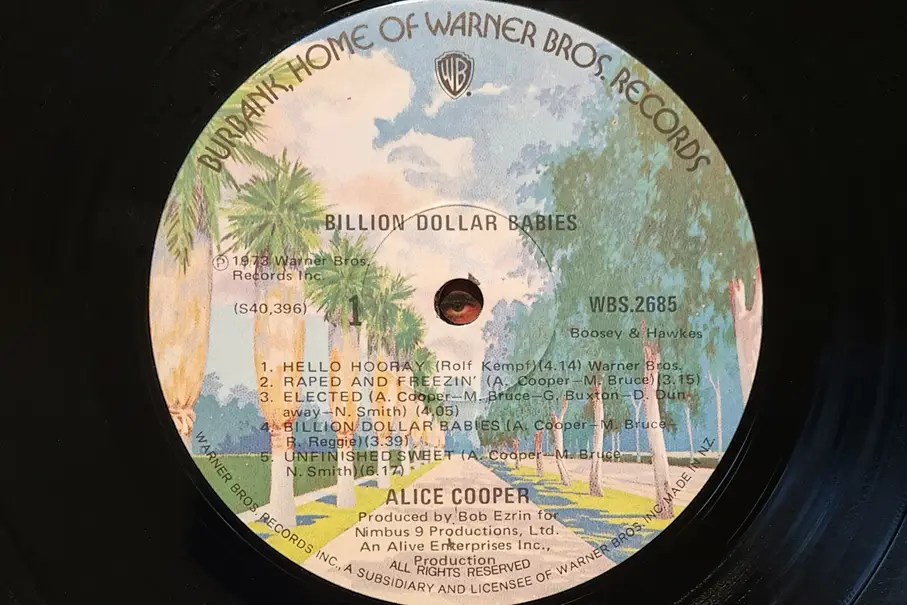 BURBANK, HOME OF WARNER BROS. RECORDS
WB
BILLION DOLLAR BABIES
Ⓟ1973 Warner Bros.
Records Inc.
(S40,396)
1
WBS.2685
Boosey & Hawkes
1. HELLO HOORAY (Rolf Kempf)(4.14) Warner Bros.
2. RAPED AND FREEZIN' (A. Cooper—M. Bruce)(3.15)
3. ELECTED (A. Cooper—M. Bruce—G. Buxton—D. Dun
away—N. Smith) (4.05)
4. BILLION DOLLAR BABIES (A. Cooper—M. Bruce—
R. Reggie)(3.39)
5. UNFINISHED SWEET (A. Cooper—M. Bruce
N. Smith)(6.17)
ALICE COOPER
Produced by Bob Ezrin for
Nimbus 9 Productions, Ltd.
An Alive Enterprises Inc.,
Production
ALL RIGHTS RESERVED
WARNER BROS. RECORDS INC., A SUBSIDIARY AND LICENSEE OF WARNER BROS. INC. MADE IN NZ